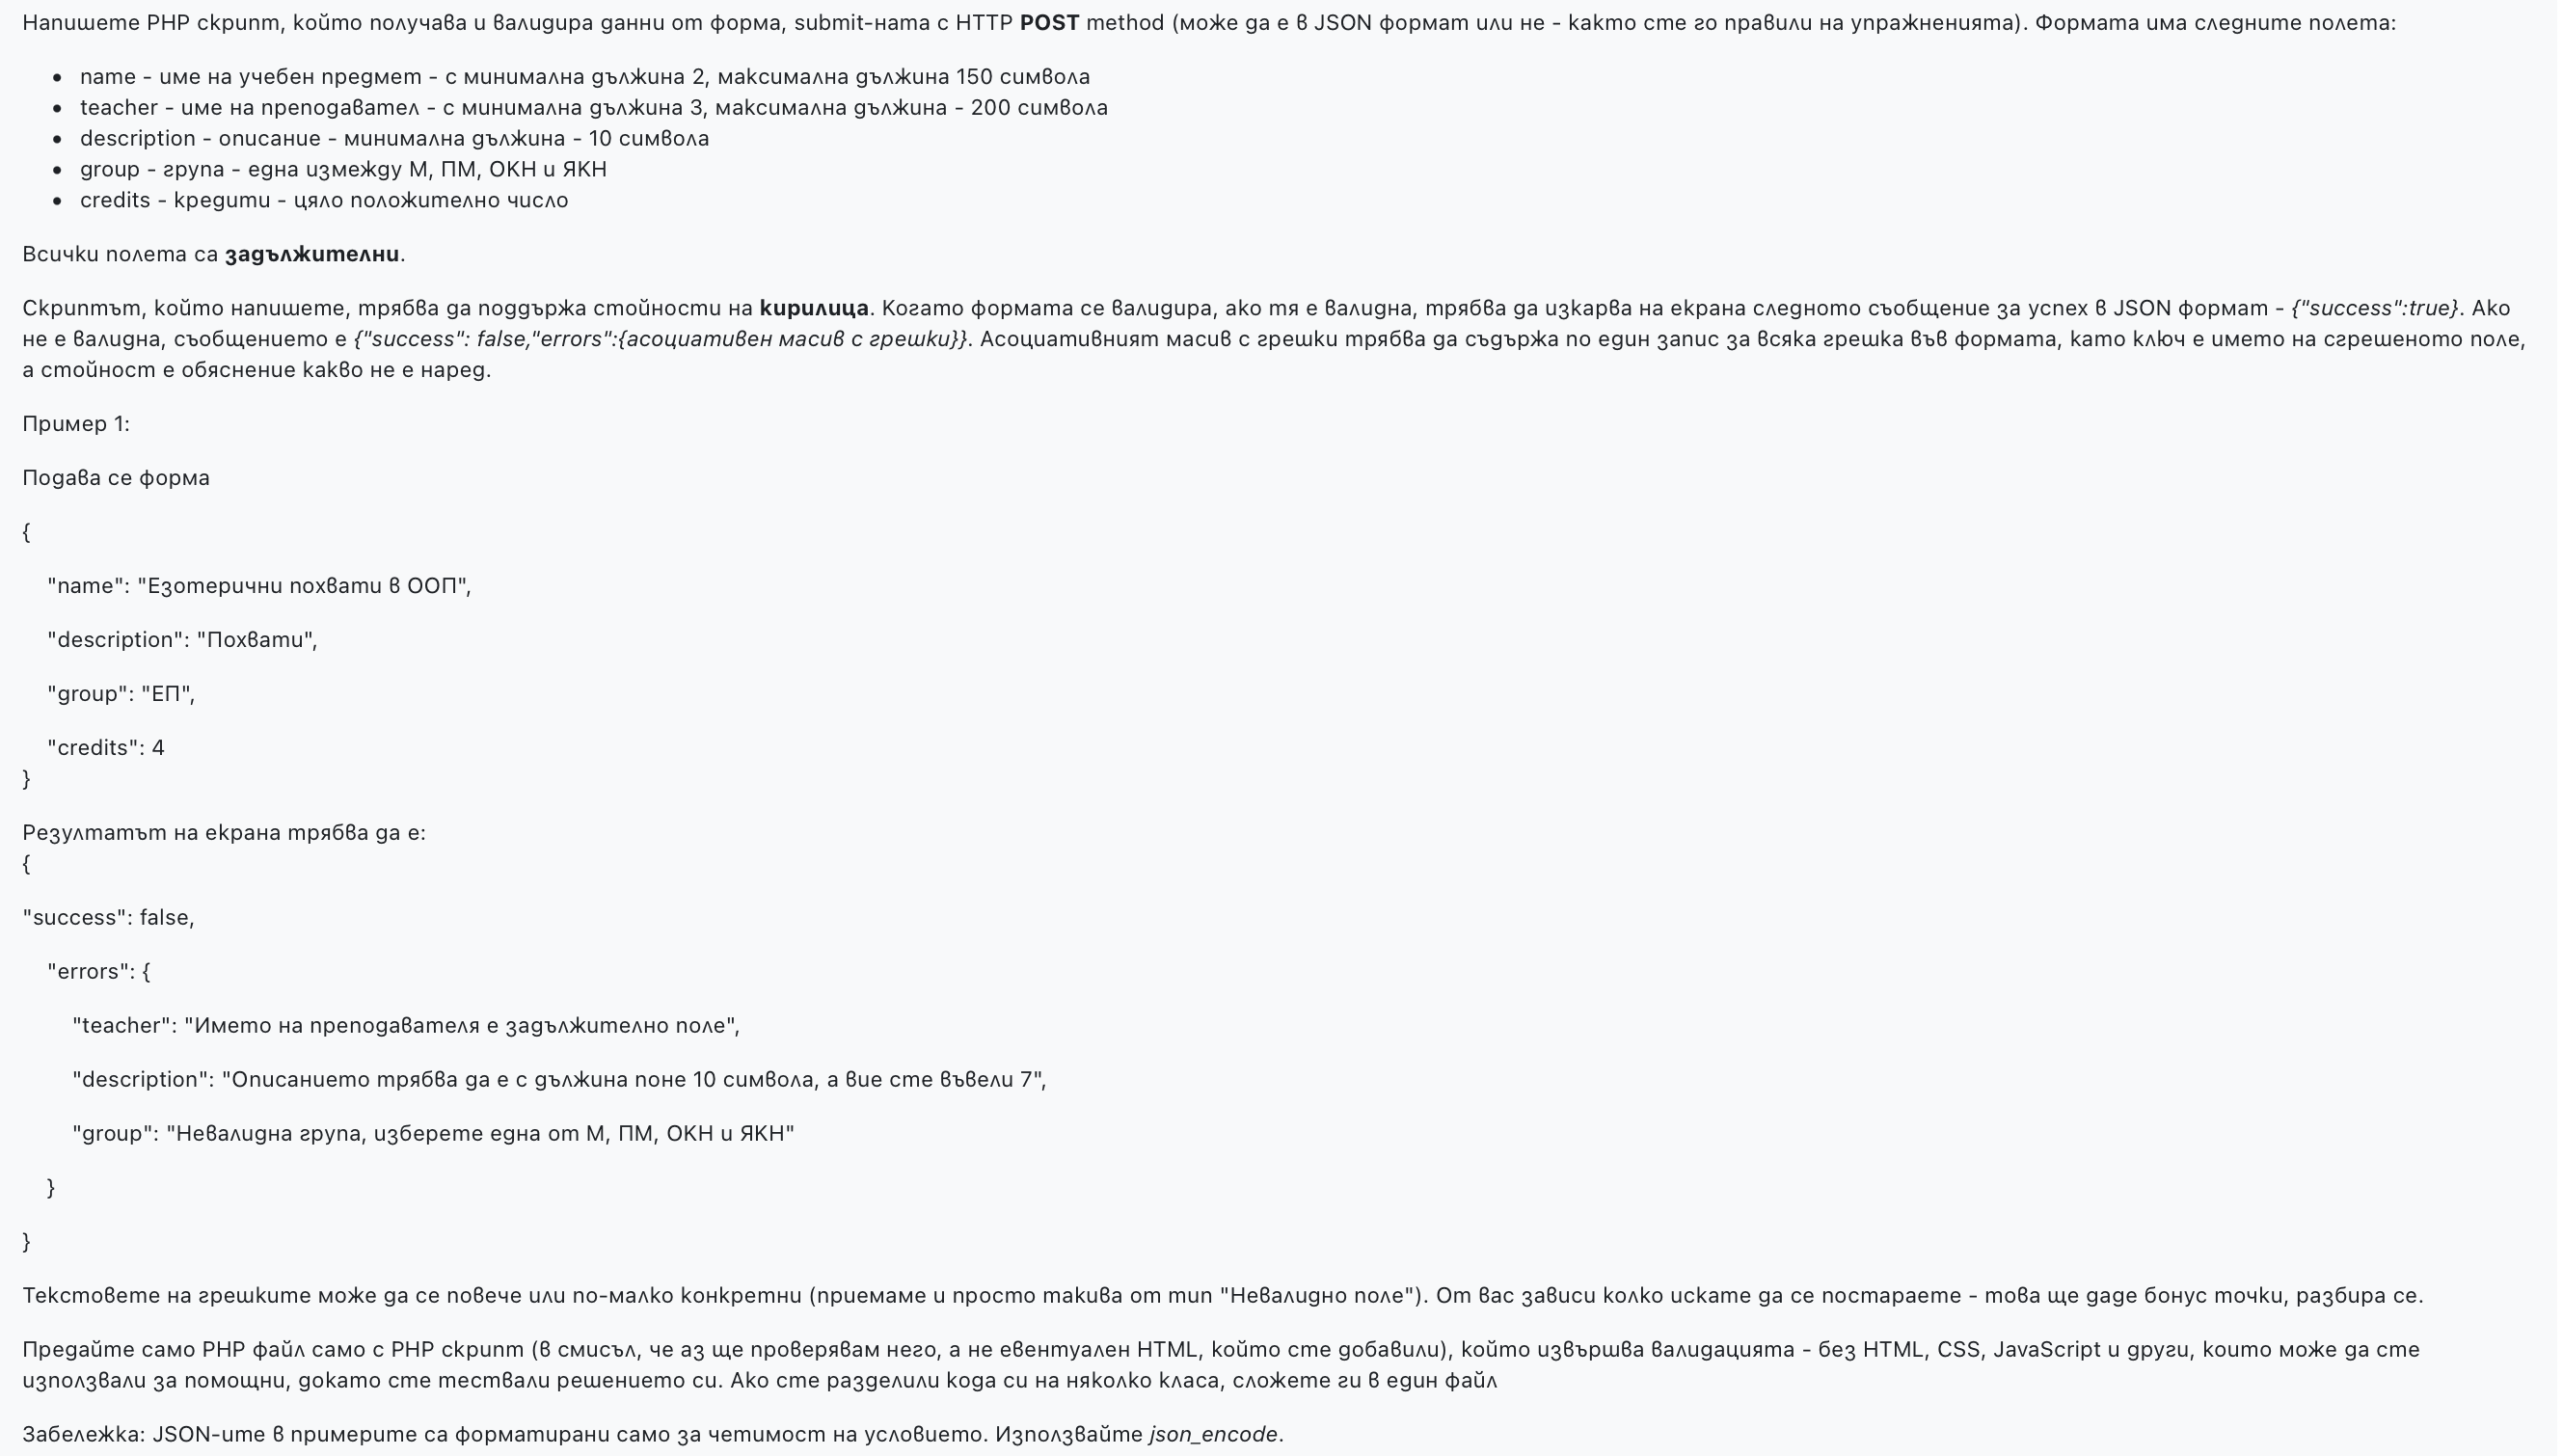 Напишете PHP скрипт, който получава и валидира данни от форма, submit-ната с HTTP POST method (може да е в JSON формат или не - както сте го правили на упражненията). Формата има следните полета:
• name - име на учебен предмет - с минимална дължина 2, максимална дължина 150 символа
• teacher - име на преподавател - с минимална дължина 3, максимална дължина - 200 символа
• description - описание - минимална дължина - 10 символа
• group - група - една измежду М, ПМ, ОКН и ЯКН
• credits - кредити - цяло положително число
Всички полета са задължителни.
Скриптът, който напишете, трябва да поддържа стойности на кирилица. Когато формата се валидира, ако тя е валидна, трябва да изкарва на екрана следното съобщение за успех в JSON формат - {"success":true}. Ако
не е валидна, съобщението е {"success": false,"errors":{асоциативен масив с грешки}}. Асоциативният масив с грешки трябва да съдържа по един запис за всяка грешка във формата, като ключ е името на сгрешеното поле,
а стойност е обяснение какво не е наред.
Пример 1:
Подава се форма
{
"name": "Езотерични похвати в ООП",
"description": "Похвати",
"group": "ЕП",
"credits": 4
}
Резултатът на екрана трябва да е:
{
"success": false,
"errors": {
"teacher": "Името на преподавателя е задължително поле",
"description": "Описанието трябва да е с дължина поне 10 символа, а вие сте въвели 7",
"group": "Невалидна група, изберете една от М, ПМ, ОКН и ЯКН"
}
}
Текстовете на грешките може да се повече или по-малко конкретни (приемаме и просто такива от тип "Невалидно поле"). От вас зависи колко искате да се постараете - това ще даде бонус точки, разбира се.
Предайте само PHP файл само с PHP скрипт (в смисъл, че аз ще проверявам него, а не евентуален HTML, който сте добавили), който извършва валидацията - без HTML, CSS, JavaScript и други, които може да сте
използвали за помощни, докато сте тествали решението си. Ако сте разделили кода си на няколко класа, сложете ги в един файл
Забележка: JSON-ите в примерите са форматирани само за четимост на условието. Използвайте json_encode.